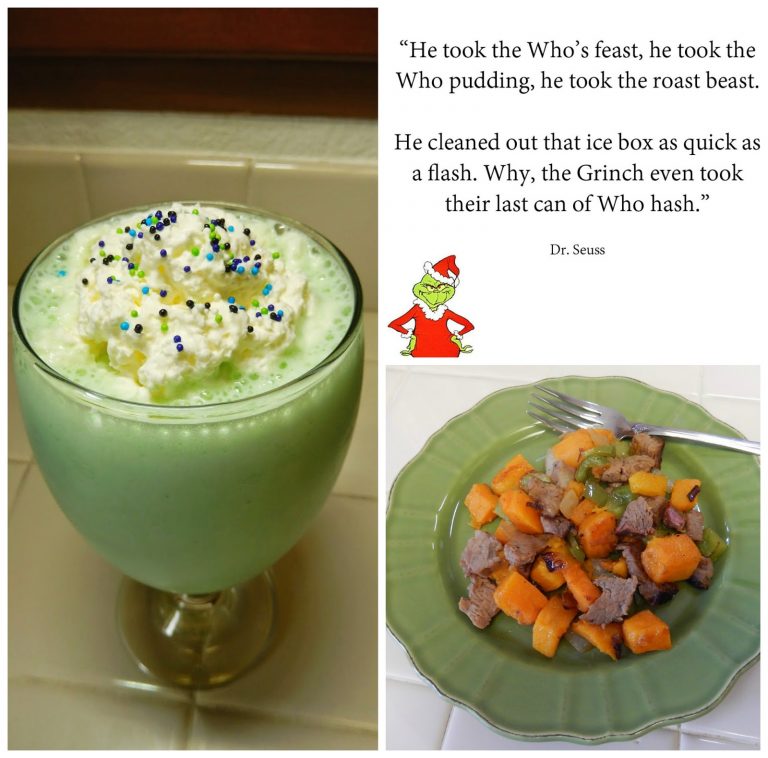 “He took the Who’s feast, he took the
Who pudding, he took the roast beast.
He cleaned out that ice box as quick as
a flash. Why, the Grinch even took
their last can of Who hash.”
Dr. Seuss